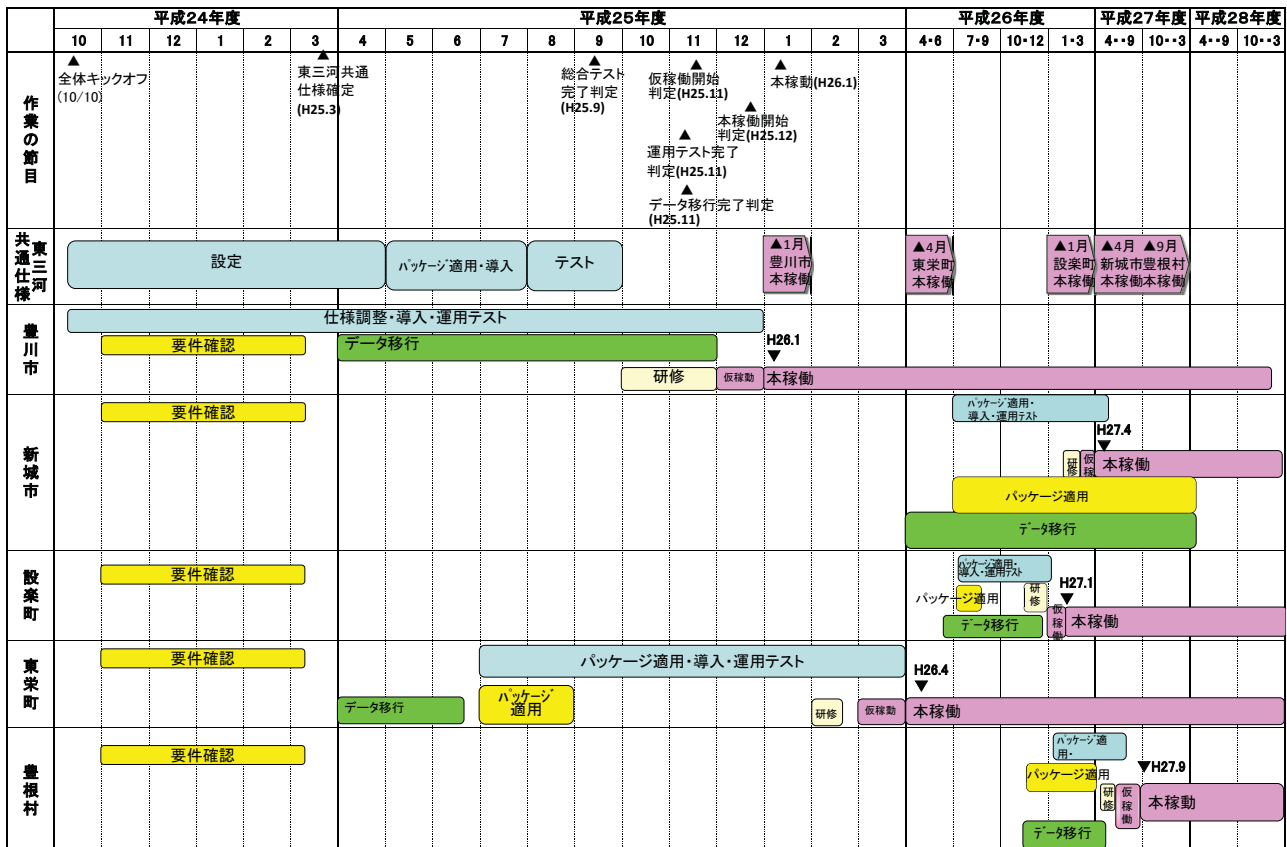 平成24年度
平成25年度
平成26年度
平成27年度
平成28年度
10
11
12
1
2
3
4
5
6
7
8
9
10
11
12
1
2
3
4・6
7・9
10・12
1・3
4・・9
10・・3
4・・9
10・・3
作業の節目
▲
全体キックオフ
(10/10)
▲
東三河共通
仕様確定
(H25.3)
▲
総合テスト
完了判定
(H25.9)
▲
仮稼働開始
判定(H25.11)
▲
本稼動(H26.1)
▲
本稼働開始
判定(H25.12)
▲
運用テスト完了
判定(H25.11)
▲
データ移行完了判定
(H25.11)
東三河
共通仕様
設定
パッケージ適用・導入
テスト
▲1月
豊川市
本稼働
▲4月
東栄町
本稼働
▲1月
設楽町
本稼働
▲4月
新城市
本稼働
▲9月
豊根村
本稼働
豊川市
仕様調整・導入・運用テスト
要件確認
データ移行
H26.1
▼
研修
仮稼動
本稼働
新城市
要件確認
パッケージ適用・
導入・運用テスト
H27.4
▼
研修
仮稼
本稼働
パッケージ適用
データ移行
設楽町
要件確認
パッケージ適用・
導入・運用テスト
パッケージ適用
研修
H27.1
▼
データ移行
仮稼働
本稼働
東栄町
要件確認
パッケージ適用・導入・運用テスト
データ移行
パッケージ
適用
研修
仮稼動
H26.4
▼
本稼働
豊根村
要件確認
パッケージ適
用・
パッケージ適用
▼H27.9
研修
仮稼働
本稼動
データ移行